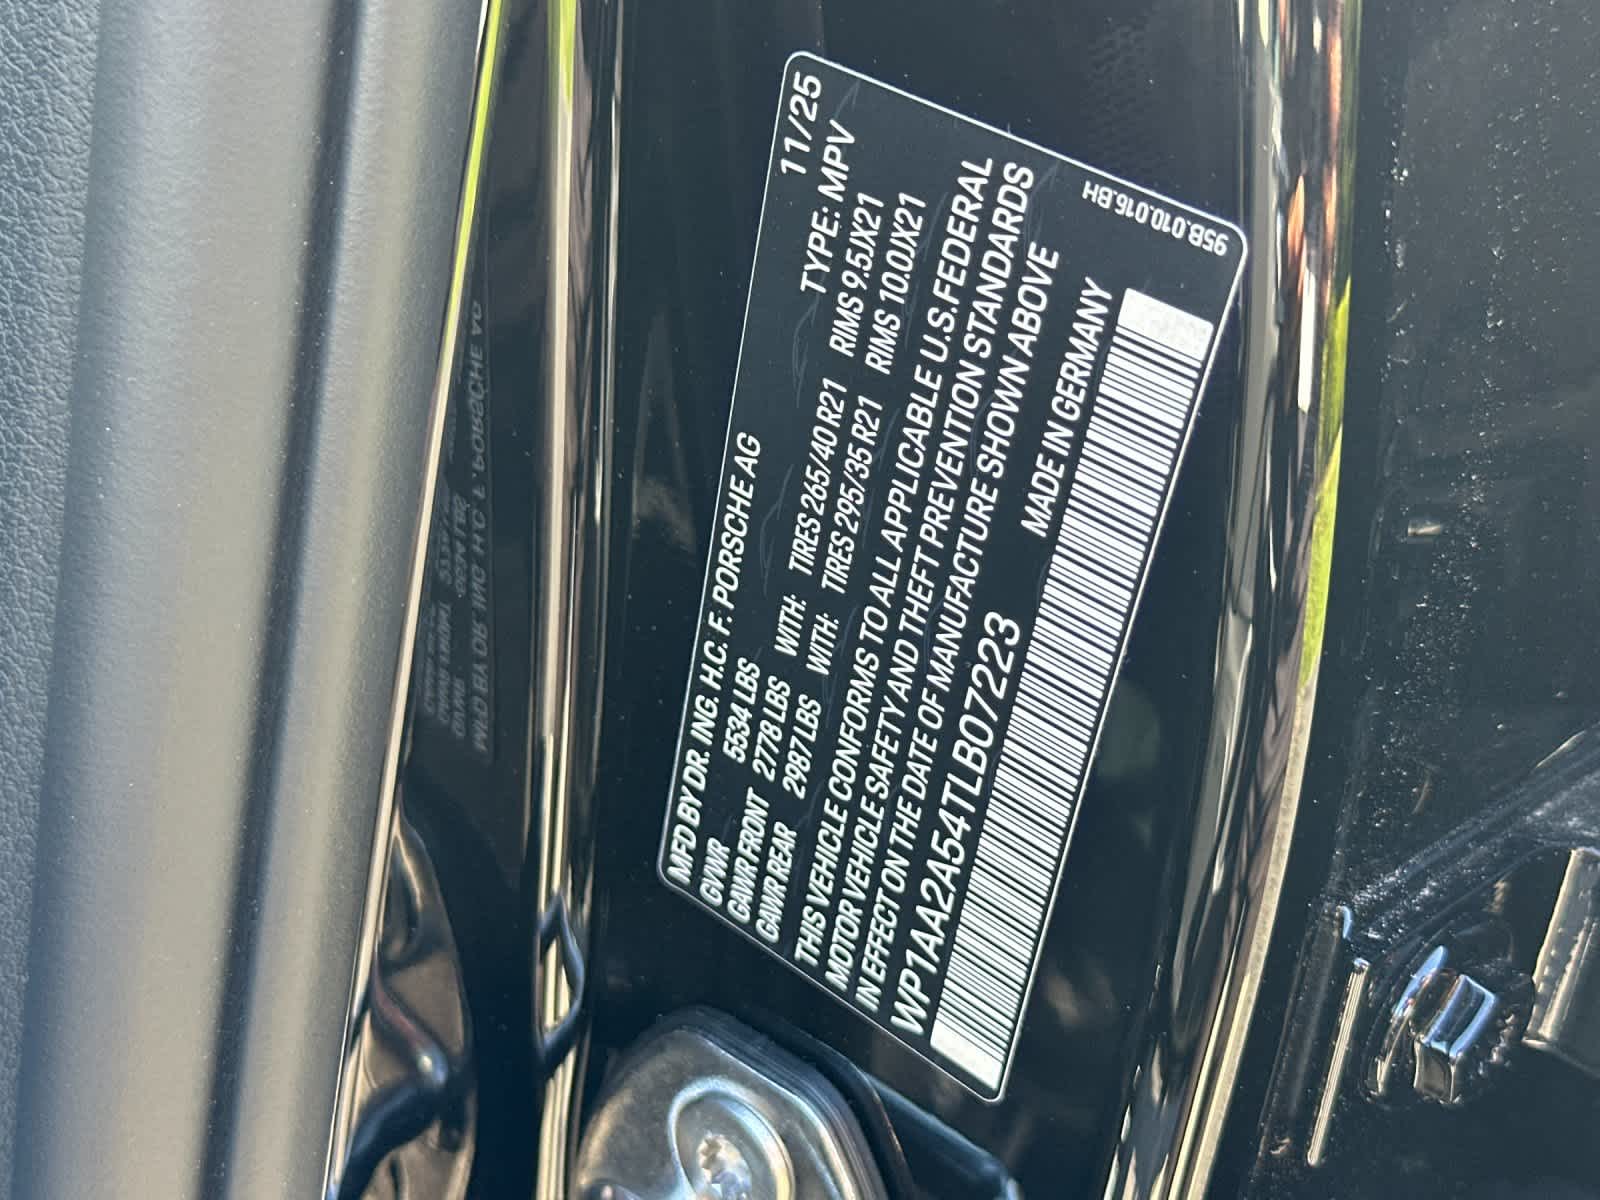 MFD BY DR. ING. H.C. F. PORSCHE AG 11/25
GVWR 5534 LBS TYPE: MPV
GAWR FRONT 2778 LBS WITH: TIRES 265/40 R21 RIMS 9.5JX21
GAWR REAR 2987 LBS WITH: TIRES 295/35 R21 RIMS 10.0JX21
THIS VEHICLE CONFORMS TO ALL APPLICABLE U.S. FEDERAL
MOTOR VEHICLE SAFETY AND THEFT PREVENTION STANDARDS
IN EFFECT ON THE DATE OF MANUFACTURE SHOWN ABOVE
MADE IN GERMANY
WP1AA2A54TLB07223
95B.010.016.BH